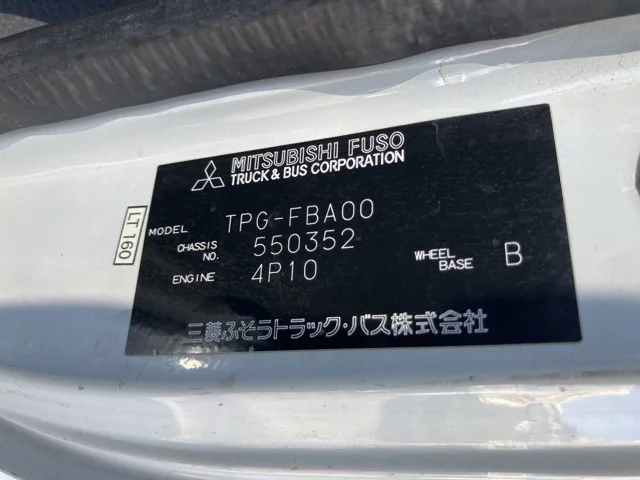 MITSUBISHI FUSO
TRUCK & BUS CORPORATION
LT 160
MODEL TPG-FBA00
CHASSIS NO. 550352
ENGINE 4P10
WHEEL BASE B
三菱ふそうトラック・バス株式会社